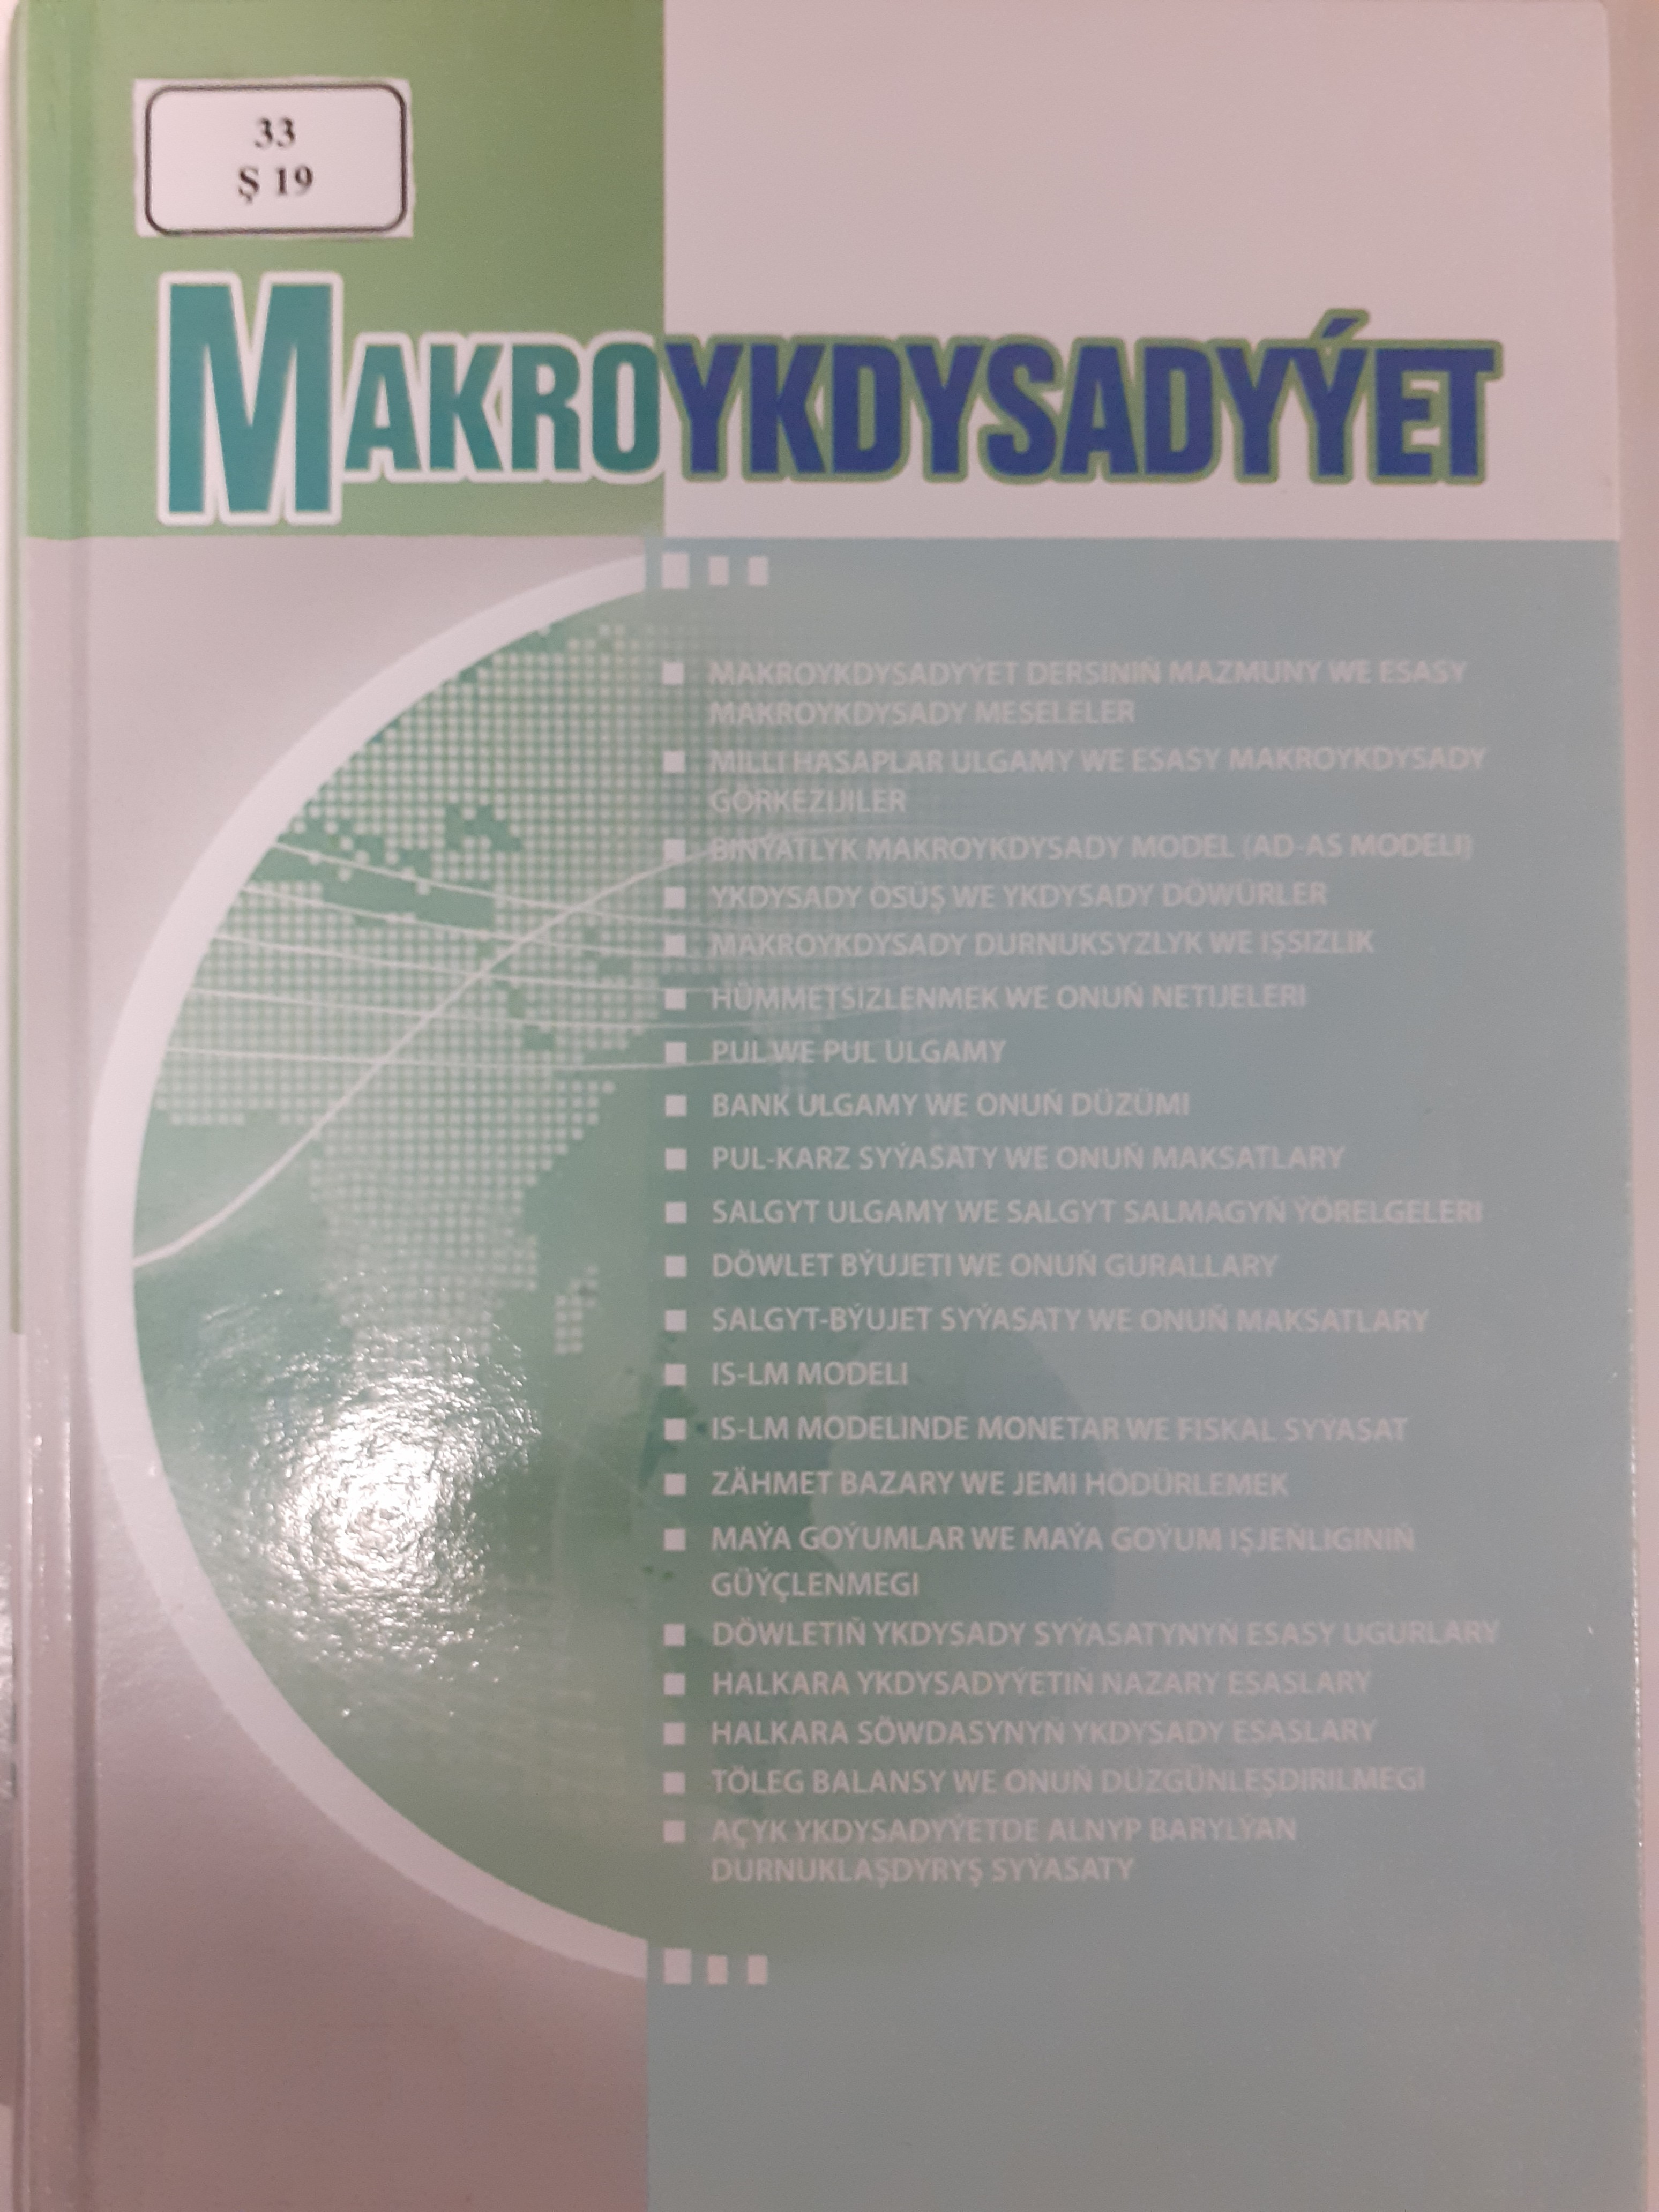 33
Ş 19
MAKROYKDYSADYÝET
MAKROYKDYSADYÝET DERSINIŇ MAZMUNY WE ESASY
MAKROYKDYSADY MESELELER
MILLI HASAPLAR ULGAMY WE ESASY MAKROYKDYSADY
GÖRKEZIJILER
BINÝATLYK MAKROYKDYSADY MODEL (AD-AS MODELI)
YKDYSADY ÖSÜŞ WE YKDYSADY DÖWÜRLER
MAKROYKDYSADY DURNUKSYZLYK WE IŞSIZLIK
HÜMMETSIZLENMEK WE ONUŇ NETIJELERI
PUL WE PUL ULGAMY
BANK ULGAMY WE ONUŇ DÜZÜMI
PUL-KARZ SYÝASATY WE ONUŇ MAKSATLARY
SALGYT ULGAMY WE SALGYT SALMAGYŇ ÝÖRELGELERI
DÖWLET BÝUJETI WE ONUŇ GURALLARY
SALGYT-BÝUJET SYÝASATY WE ONUŇ MAKSATLARY
IS-LM MODELI
IS-LM MODELINDE MONETAR WE FISKAL SYÝASAT
ZÄHMET BAZARY WE JEMI HÖDÜRLEMEK
MAÝA GOÝUMLAR WE MAÝA GOÝUM IŞJEŇLIGINIŇ
GÜÝÇLENMEGI
DÖWLETIŇ YKDYSADY SYÝASATYNYŇ ESASY UGURLARY
HALKARA YKDYSADYÝETIŇ NAZARY ESASLARY
HALKARA SÖWDASYNYŇ YKDYSADY ESASLARY
TÖLEG BALANSY WE ONUŇ DÜZGÜNLEŞDIRILMEGI
AÇYK YKDYSADYÝETDE ALNYP BARYLÝAN
DURNUKLAŞDYRYŞ SYÝASATY